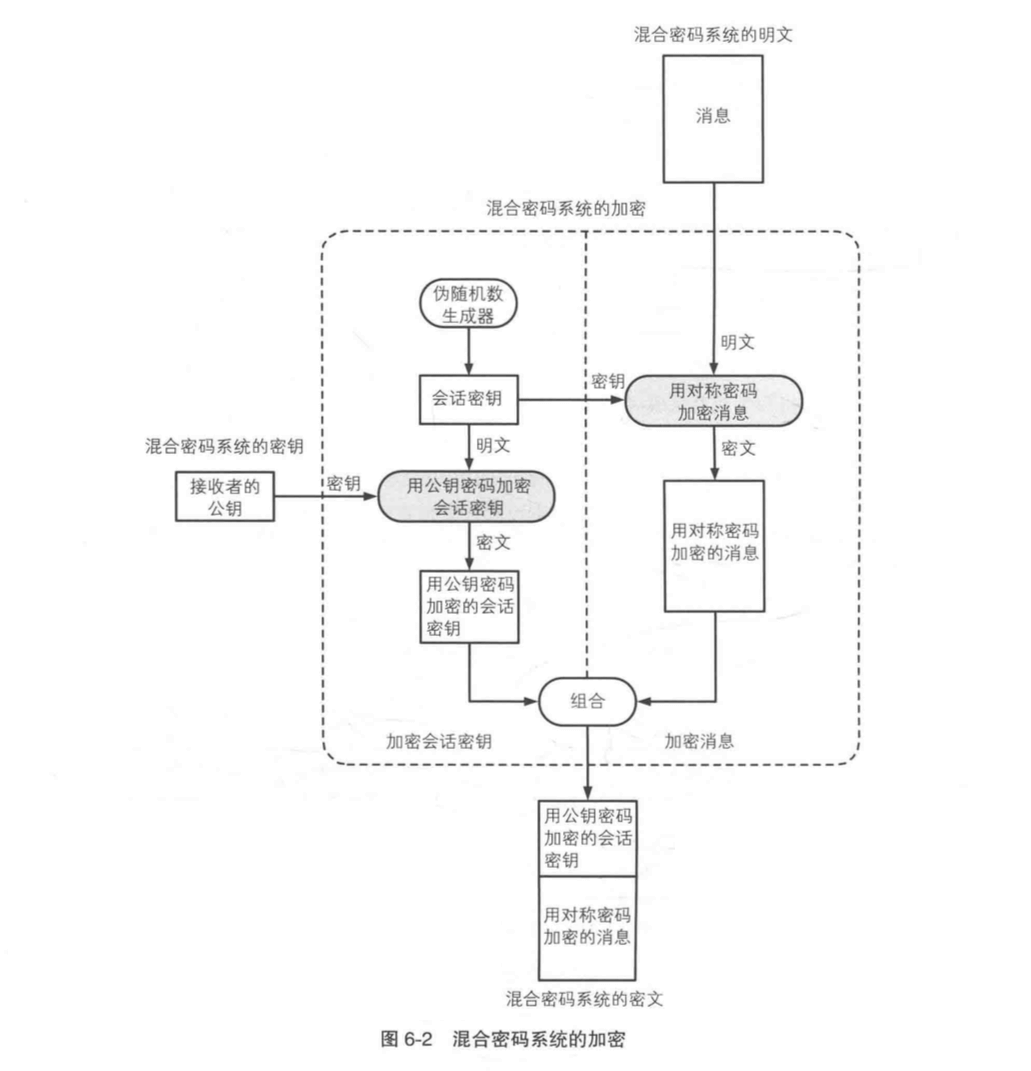 混合密码系统的明文
消息
混合密码系统的加密
伪随机数
生成器
明文
会话密钥
密钥
用对称密码
加密消息
明文
密文
混合密码系统的密钥
接收者的
公钥
密钥
用公钥密码加密
会话密钥
密文
用对称密码
加密的消息
用公钥密码
加密的会话
密钥
组合
加密会话密钥
加密消息
用公钥密码
加密的会话
密钥
用对称密码
加密的消息
混合密码系统的密文
图 6-2 混合密码系统的加密